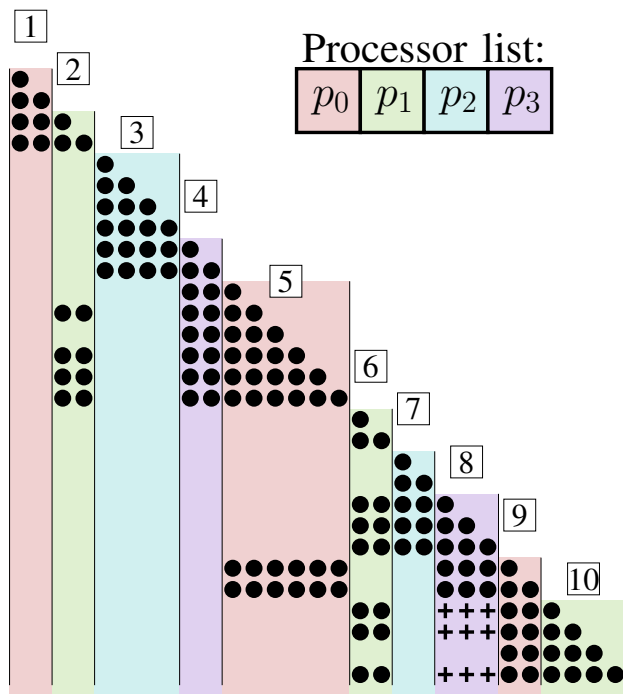 1
2
Processor list:
p₀ p₁ p₂ p₃
3
4
5
6
7
8
9
10
+ + +
+ + +
+ + +